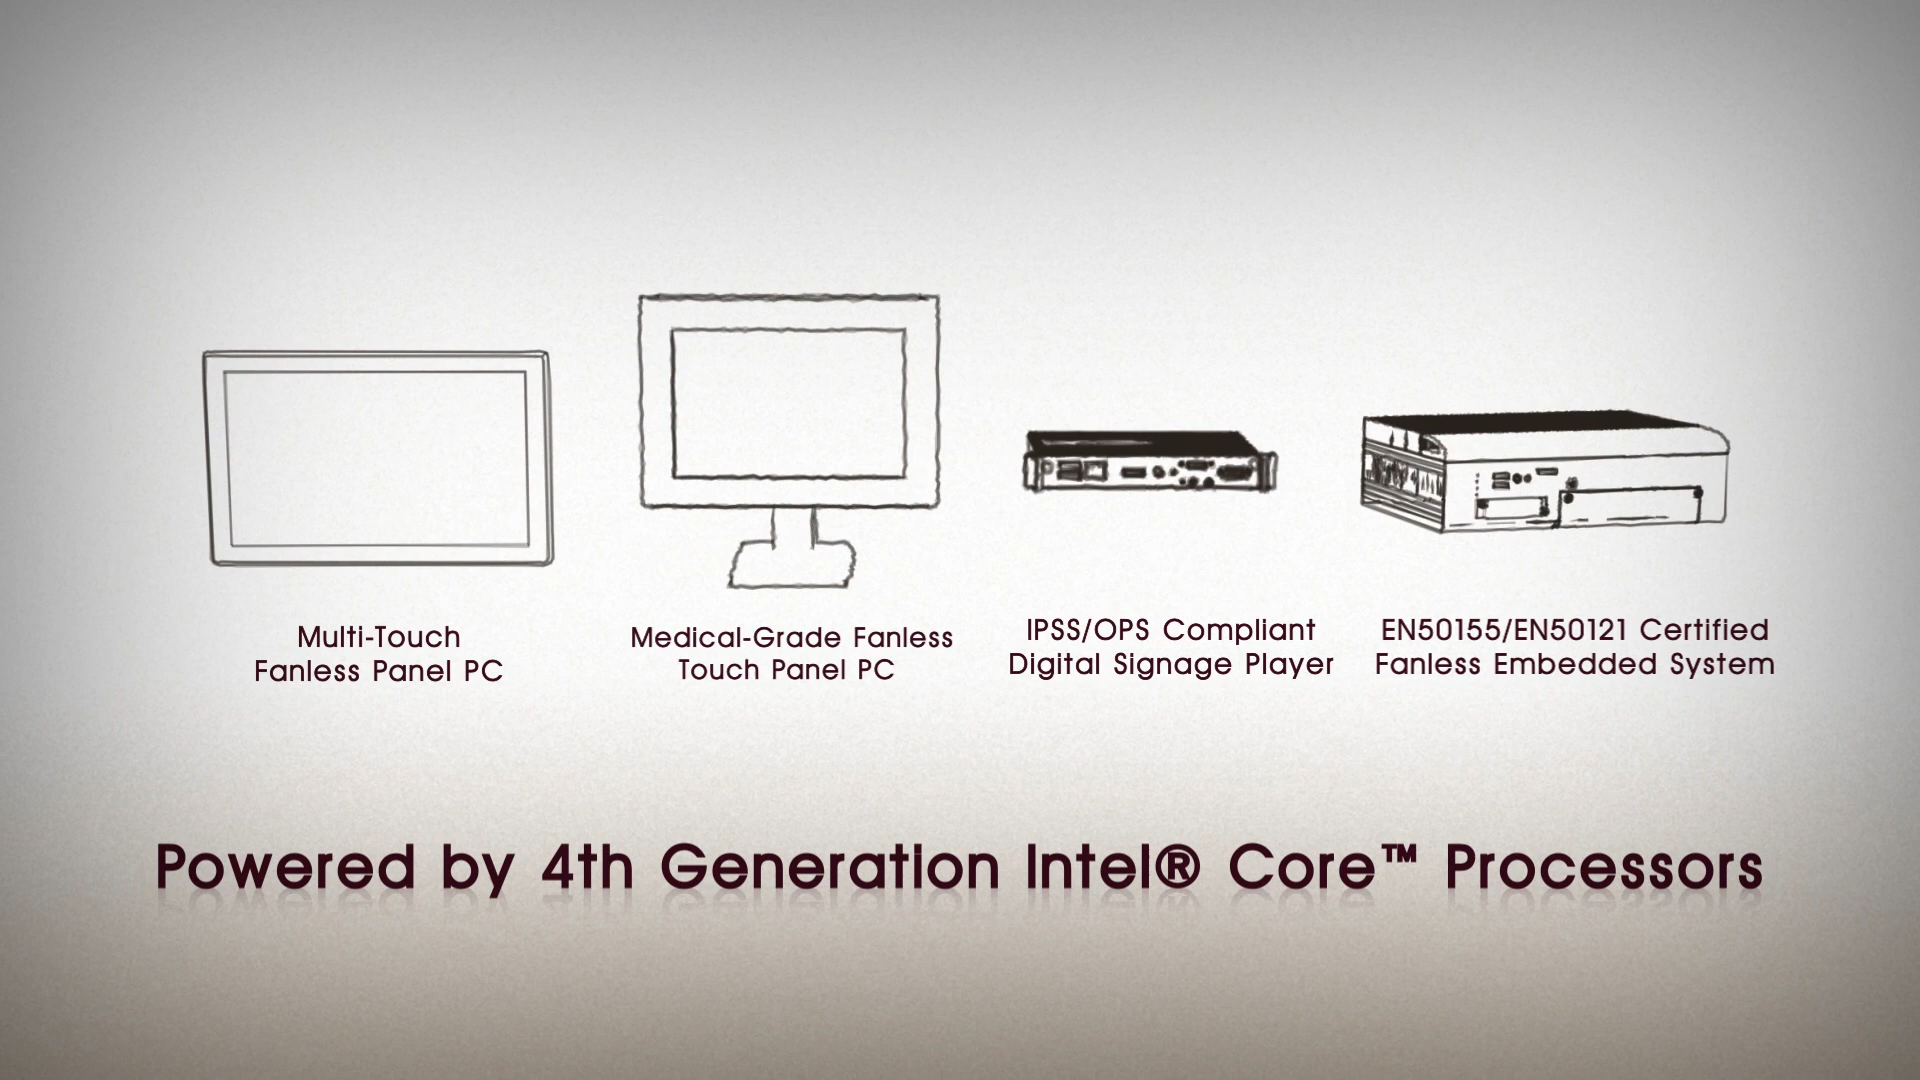 Multi-Touch
Fanless Panel PC
Medical-Grade Fanless
Touch Panel PC
IPSS/OPS Compliant
Digital Signage Player
EN50155/EN50121 Certified
Fanless Embedded System
Powered by 4th Generation Intel® Core™ Processors